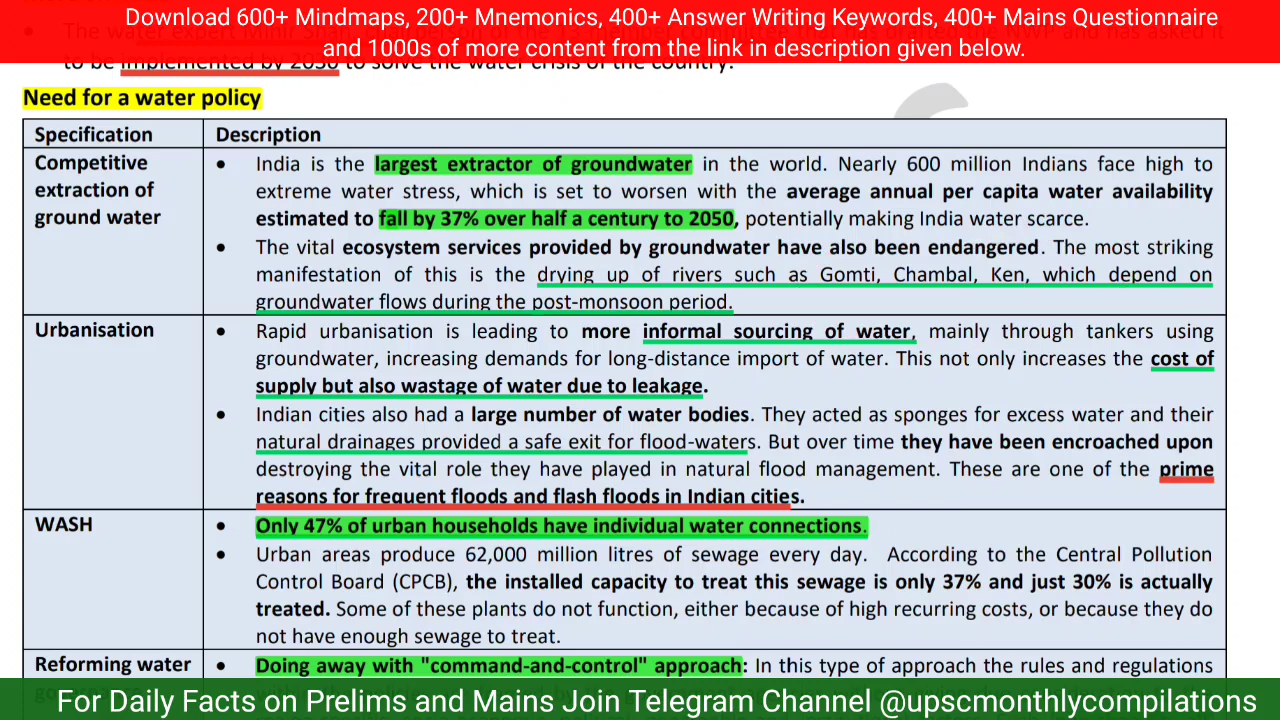 Download 600+ Mindmaps, 200+ Mnemonics, 400+ Answer Writing Keywords, 400+ Mains Questionnaire
and 1000s of more content from the link in description given below.
to be implemented by 2030 to solve the water crisis of the country.
Need for a water policy
Specification Description
Competitive extraction of ground water
• India is the largest extractor of groundwater in the world. Nearly 600 million Indians face high to
extreme water stress, which is set to worsen with the average annual per capita water availability
estimated to fall by 37% over half a century to 2050, potentially making India water scarce.
• The vital ecosystem services provided by groundwater have also been endangered. The most striking
manifestation of this is the drying up of rivers such as Gomti, Chambal, Ken, which depend on
groundwater flows during the post-monsoon period.
Urbanisation
• Rapid urbanisation is leading to more informal sourcing of water, mainly through tankers using
groundwater, increasing demands for long-distance import of water. This not only increases the cost of
supply but also wastage of water due to leakage.
• Indian cities also had a large number of water bodies. They acted as sponges for excess water and their
natural drainages provided a safe exit for flood-waters. But over time they have been encroached upon
destroying the vital role they have played in natural flood management. These are one of the prime
reasons for frequent floods and flash floods in Indian cities.
WASH
• Only 47% of urban households have individual water connections.
• Urban areas produce 62,000 million litres of sewage every day. According to the Central Pollution
Control Board (CPCB), the installed capacity to treat this sewage is only 37% and just 30% is actually
treated. Some of these plants do not function, either because of high recurring costs, or because they do
not have enough sewage to treat.
Reforming water
• Doing away with "command-and-control" approach: In this type of approach the rules and regulations
For Daily Facts on Prelims and Mains Join Telegram Channel @upscmonthlycompilations